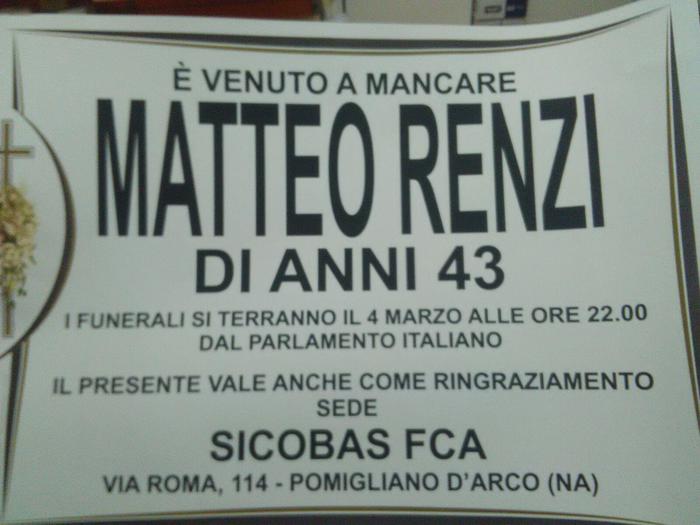 È VENUTO A MANCARE
MATTEO RENZI
DI ANNI 43
I FUNERALI SI TERRANNO IL 4 MARZO ALLE ORE 22.00
DAL PARLAMENTO ITALIANO
IL PRESENTE VALE ANCHE COME RINGRAZIAMENTO
SEDE
SICOBAS FCA
VIA ROMA, 114 - POMIGLIANO D'ARCO (NA)